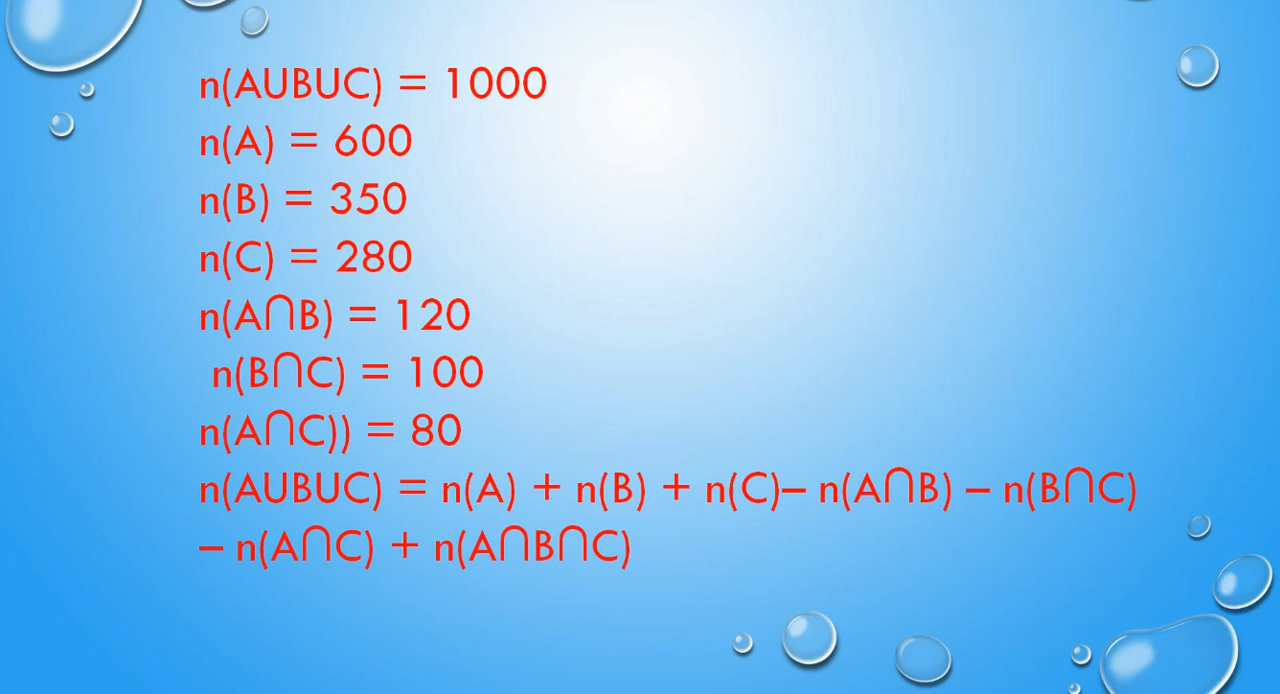 n(AUBUC) = 1000
n(A) = 600
n(B) = 350
n(C) = 280
n(A∩B) = 120
n(B∩C) = 100
n(A∩C)) = 80
n(AUBUC) = n(A) + n(B) + n(C)– n(A∩B) – n(B∩C)
– n(A∩C) + n(A∩B∩C)